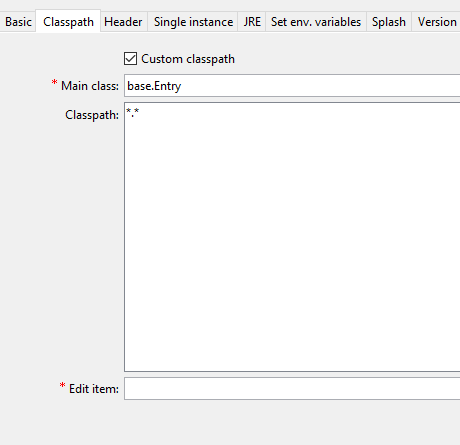 Basic Classpath Header Single instance JRE Set env. variables Splash Version
Custom classpath
* Main class: base.Entry
Classpath: *.*
* Edit item: